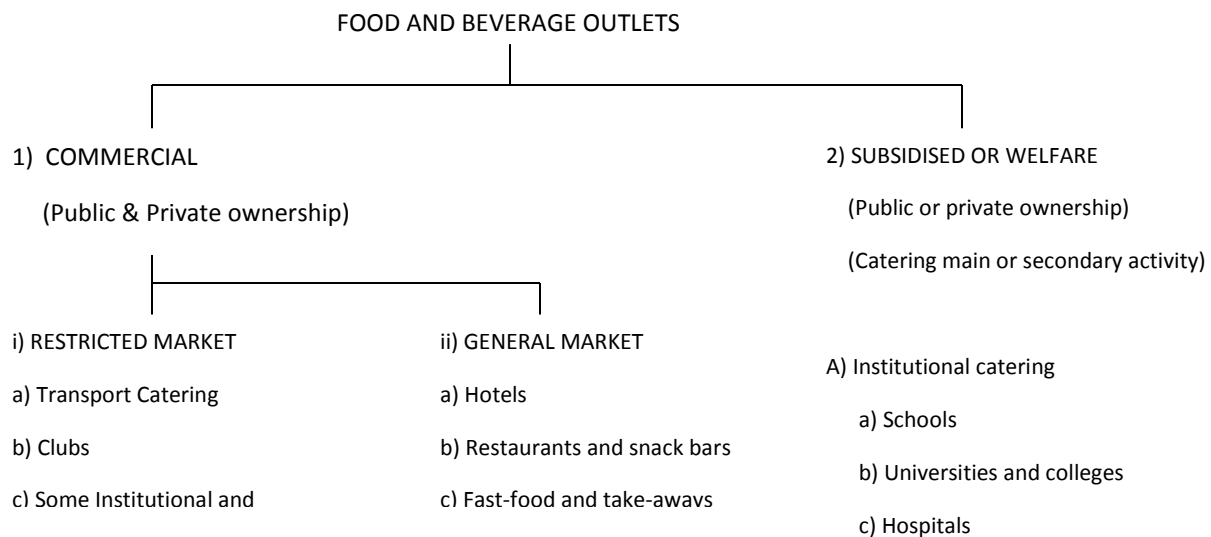 FOOD AND BEVERAGE OUTLETS
1) COMMERCIAL
(Public & Private ownership)
i) RESTRICTED MARKET
a) Transport Catering
b) Clubs
c) Some Institutional and
ii) GENERAL MARKET
a) Hotels
b) Restaurants and snack bars
c) Fast-food and take-aways
2) SUBSIDISED OR WELFARE
(Public or private ownership)
(Catering main or secondary activity)
A) Institutional catering
a) Schools
b) Universities and colleges
c) Hospitals